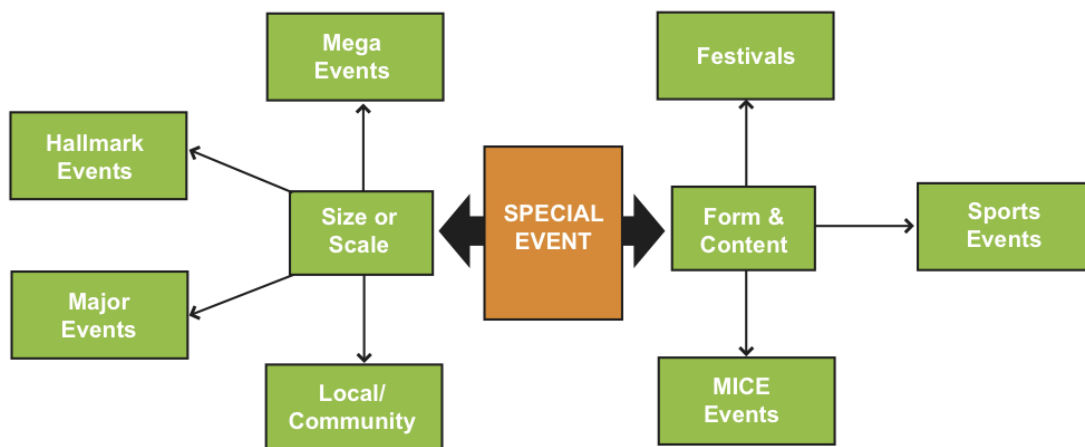 Mega
Events
Festivals
Hallmark
Events
Size or
Scale
SPECIAL
EVENT
Form &
Content
Sports
Events
Major
Events
Local/
Community
MICE
Events